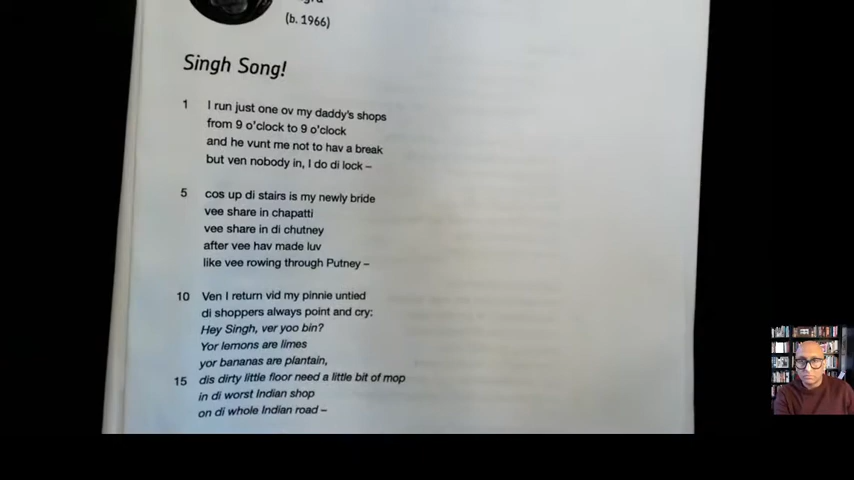 (b. 1966)
Singh Song!
1 I run just one ov my daddy's shops
from 9 o'clock to 9 o'clock
and he vunt me not to hav a break
but ven nobody in, I do di lock –
5 cos up di stairs is my newly bride
vee share in chapatti
vee share in di chutney
after vee hav made luv
like vee rowing through Putney –
10 Ven I return vid my pinnie untied
di shoppers always point and cry:
Hey Singh, ver yoo bin?
Yor lemons are limes
yor bananas are plantain,
15 dis dirty little floor need a little bit of mop
in di worst Indian shop
on di whole Indian road –